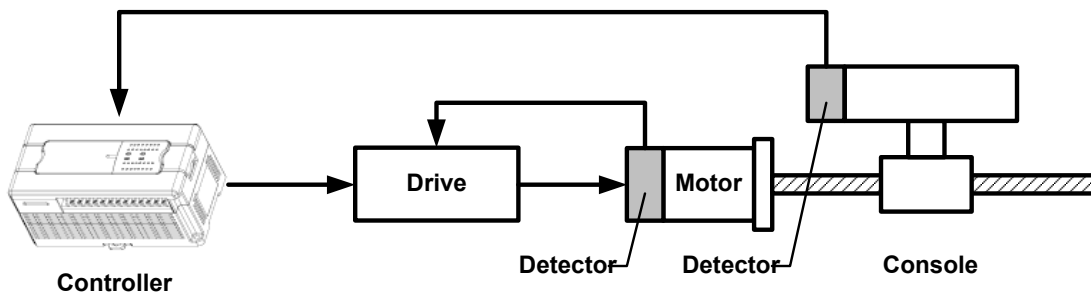 Drive
Motor
Detector
Detector
Console
Controller